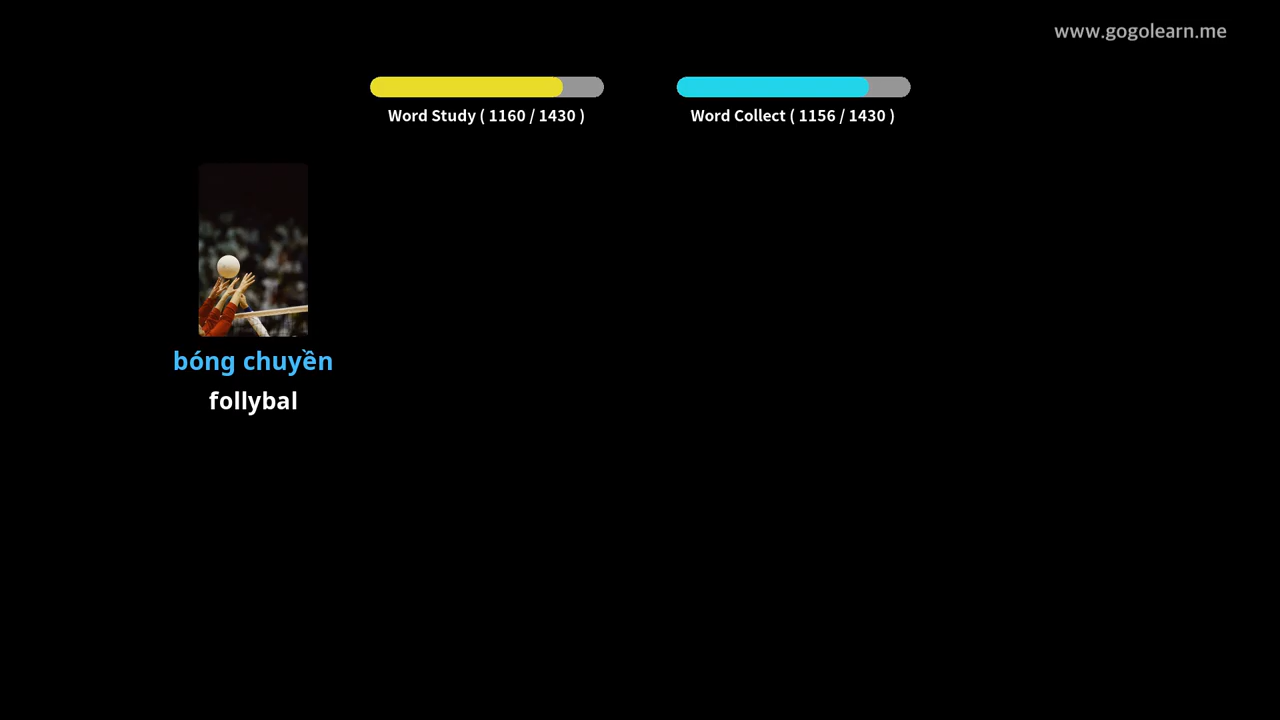 www.gogolearn.me
Word Study ( 1160 / 1430 )
Word Collect ( 1156 / 1430 )
bóng chuyền
follybal